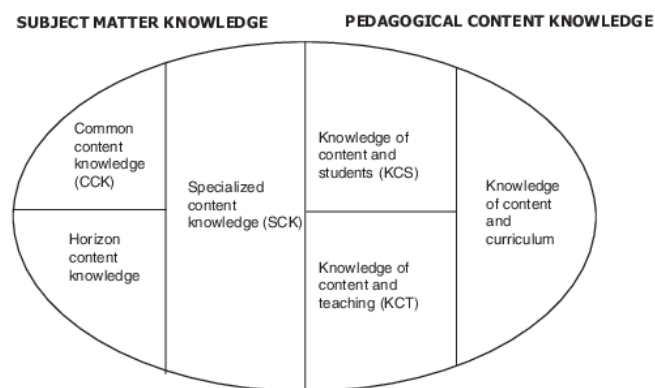 SUBJECT MATTER KNOWLEDGE
PEDAGOGICAL CONTENT KNOWLEDGE
Common
content
knowledge
(CCK)
Horizon
content
knowledge
Specialized
content
knowledge (SCK)
Knowledge of
content and
students (KCS)
Knowledge of
content and
teaching (KCT)
Knowledge
of content
and
curriculum